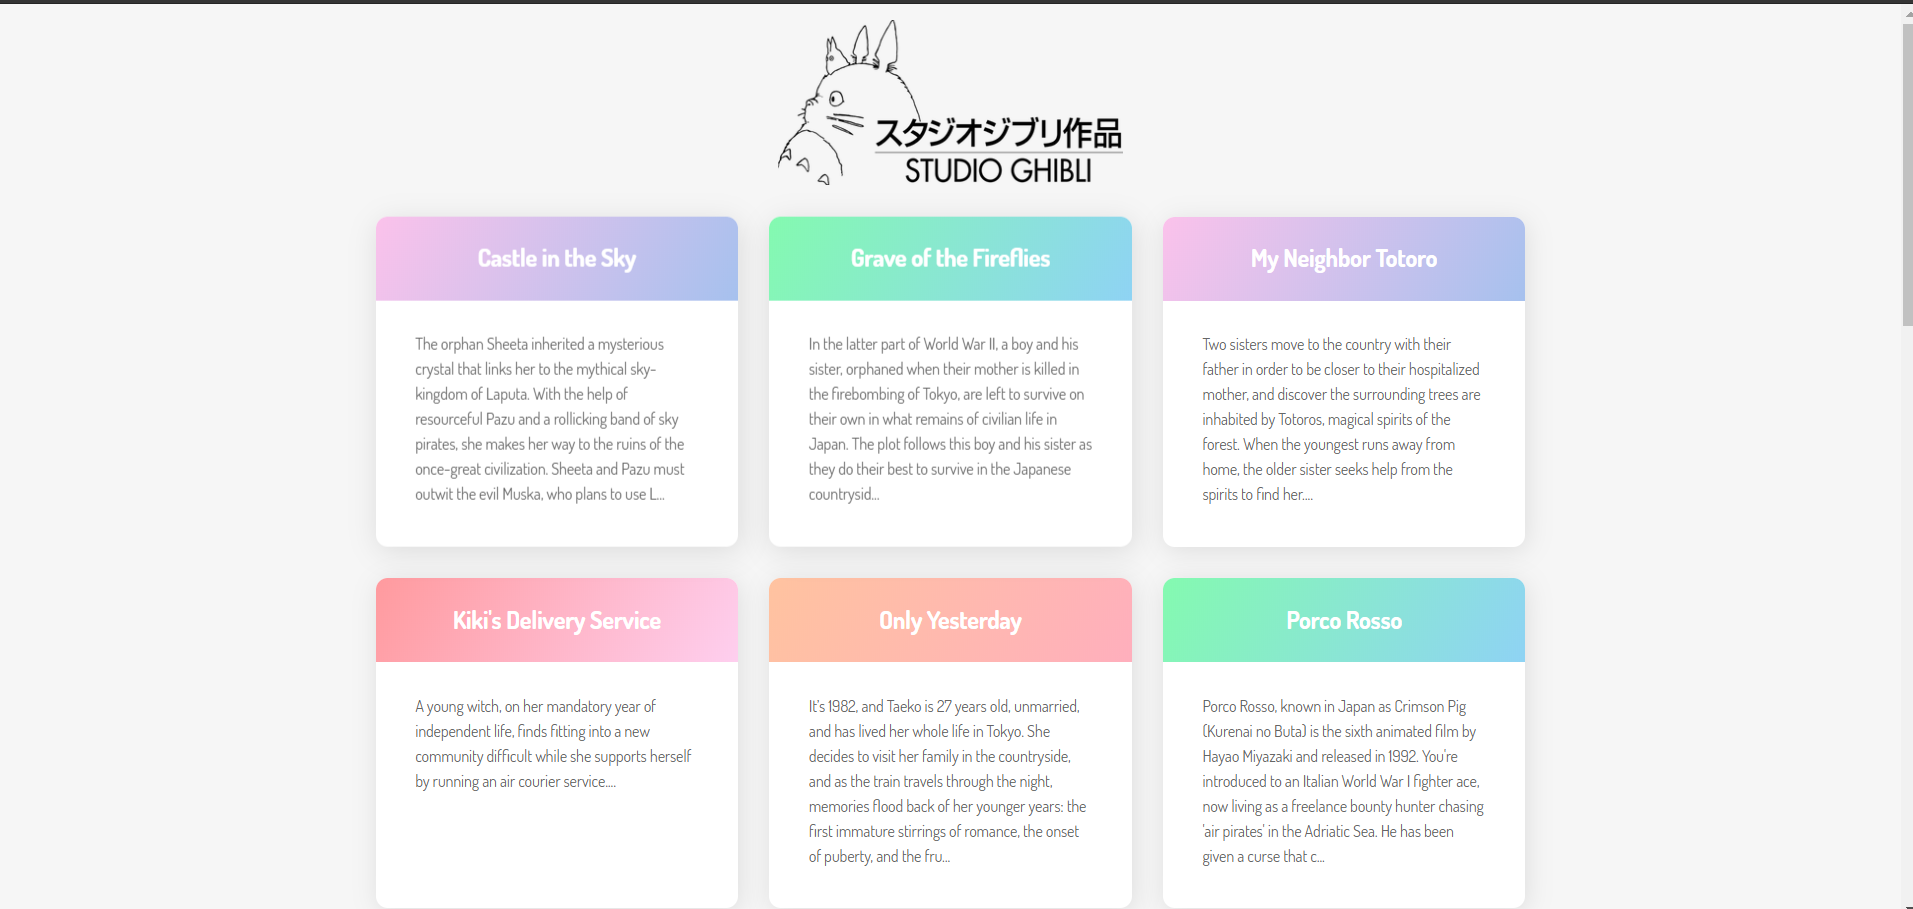 スタジオジブリ作品
STUDIO GHIBLI
Castle in the Sky
The orphan Sheeta inherited a mysterious
crystal that links her to the mythical sky-
kingdom of Laputa. With the help of
resourceful Pazu and a rollicking band of sky
pirates, she makes her way to the ruins of the
once-great civilization. Sheeta and Pazu must
outwit the evil Muska, who plans to use L...
Grave of the Fireflies
In the latter part of World War II, a boy and his
sister, orphaned when their mother is killed in
the firebombing of Tokyo, are left to survive on
their own in what remains of civilian life in
Japan. The plot follows this boy and his sister as
they do their best to survive in the Japanese
countrysid...
My Neighbor Totoro
Two sisters move to the country with their
father in order to be closer to their hospitalized
mother, and discover the surrounding trees are
inhabited by Totoros, magical spirits of the
forest. When the youngest runs away from
home, the older sister seeks help from the
spirits to find her....
Kiki's Delivery Service
A young witch, on her mandatory year of
independent life, finds fitting into a new
community difficult while she supports herself
by running an air courier service....
Only Yesterday
It's 1982, and Taeko is 27 years old, unmarried,
and has lived her whole life in Tokyo. She
decides to visit her family in the countryside,
and as the train travels through the night,
memories flood back of her younger years: the
first immature stirrings of romance, the onset
of puberty, and the fru...
Porco Rosso
Porco Rosso, known in Japan as Crimson Pig
(Kurenai no Buta) is the sixth animated film by
Hayao Miyazaki and released in 1992. You're
introduced to an Italian World War I fighter ace,
now living as a freelance bounty hunter chasing
'air pirates' in the Adriatic Sea. He has been
given a curse that c...